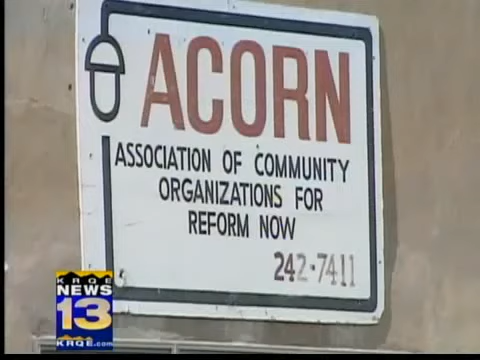 ACORN
ASSOCIATION OF COMMUNITY
ORGANIZATIONS FOR
REFORM NOW
242-7411
KRQE
NEWS
13
KRQE.com